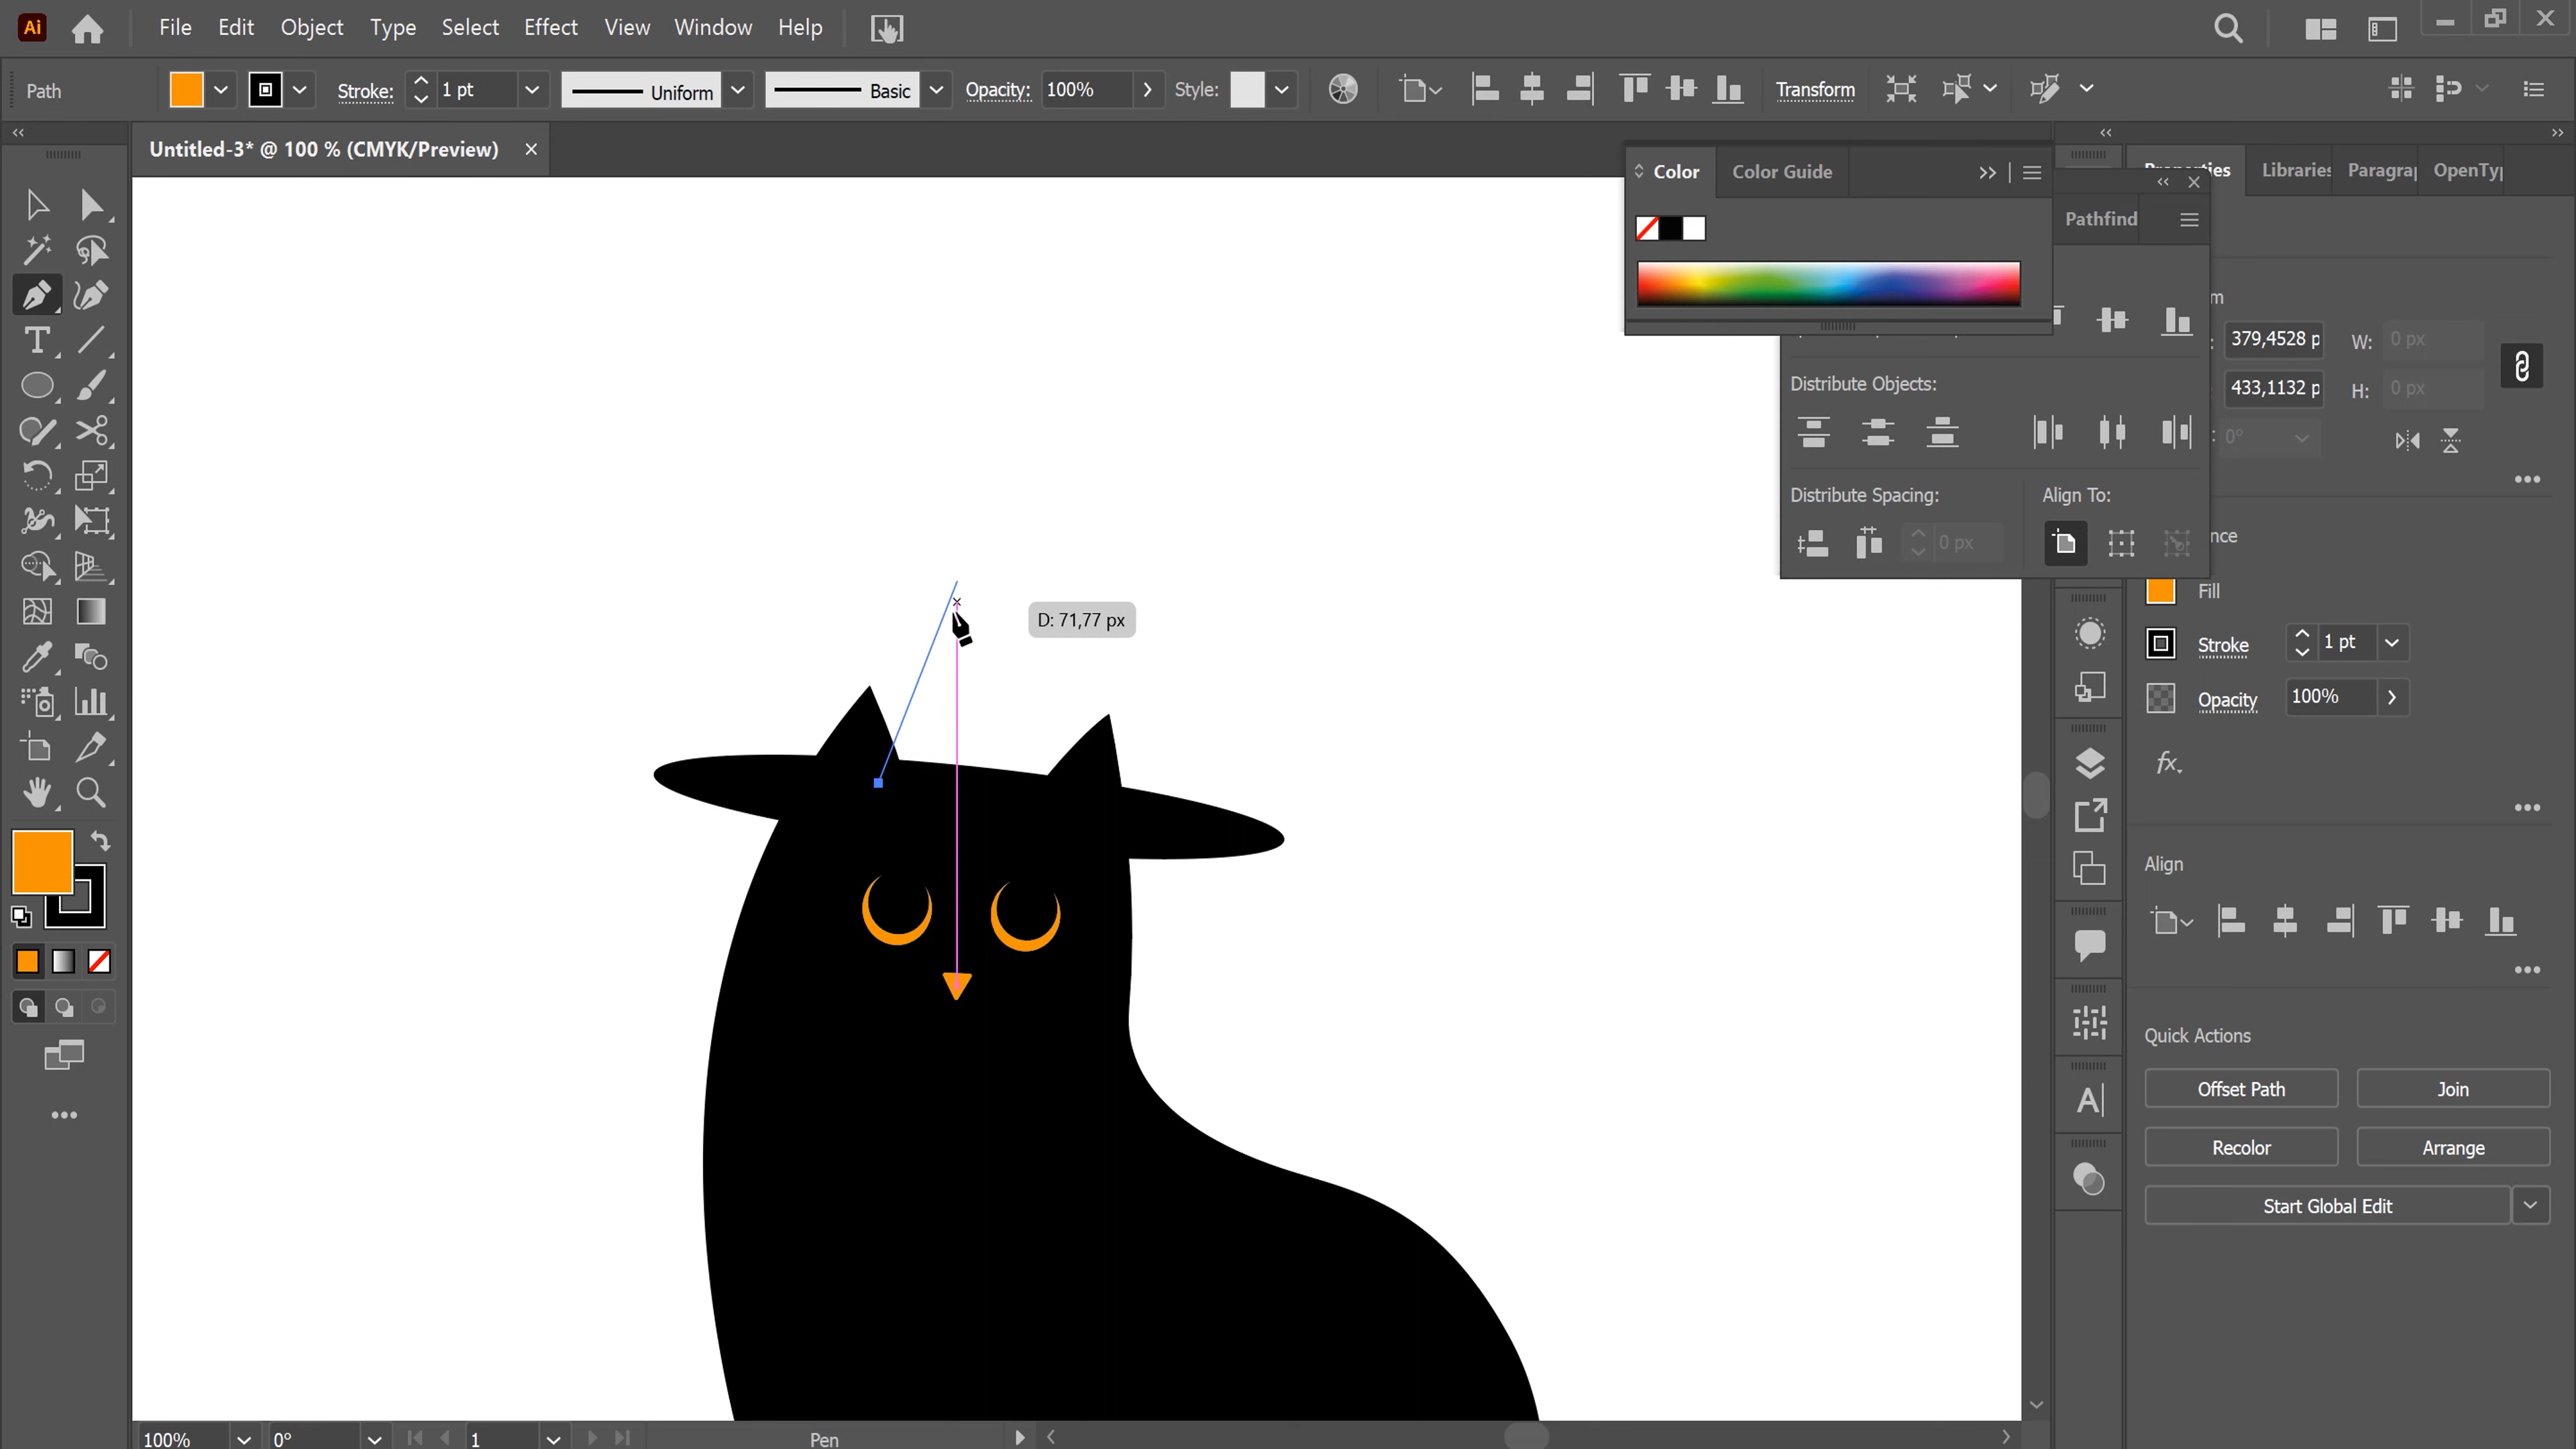 Ai File Edit Object Type Select Effect View Window Help
Path Stroke: 1 pt Uniform Basic Opacity: 100% Style: Transform
Untitled-3* @ 100 % (CMYK/Preview)
Color Color Guide
Properties Libraries Paragra OpenTy
Pathfind
379,4528 p W: 0 px
433,1132 p H: 0 px
0°
Distribute Objects:
Distribute Spacing: Align To:
0 px
nce
Fill
D: 71,77 px
Stroke 1 pt
Opacity 100%
fx
Align
Quick Actions
Offset Path Join
Recolor Arrange
Start Global Edit
100% 0° 1 Pen